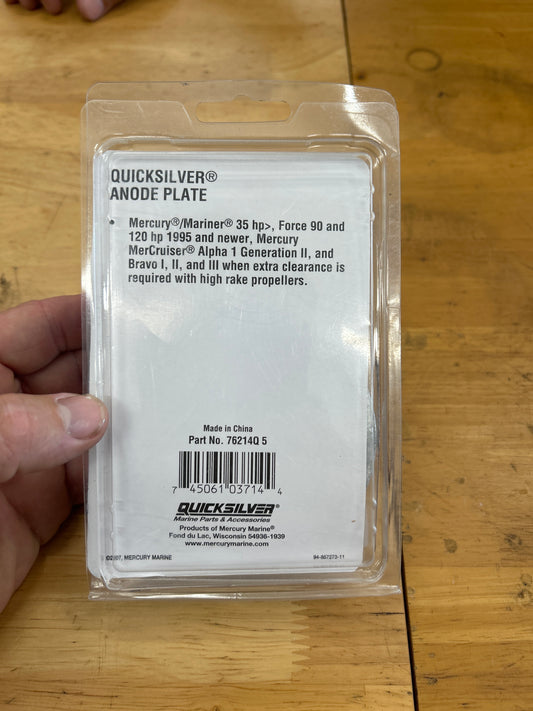 QUICKSILVER®
ANODE PLATE
• Mercury®/Mariner® 35 hp>, Force 90 and
120 hp 1995 and newer, Mercury
MerCruiser® Alpha 1 Generation II, and
Bravo I, II, and III when extra clearance is
required with high rake propellers.
Made in China
Part No. 76214Q 5
7 45061 03714 4
QUICKSILVER®
Marine Parts & Accessories
Products of Mercury Marine®
Fond du Lac, Wisconsin 54936-1939
www.mercurymarine.com
MERCURY MARINE